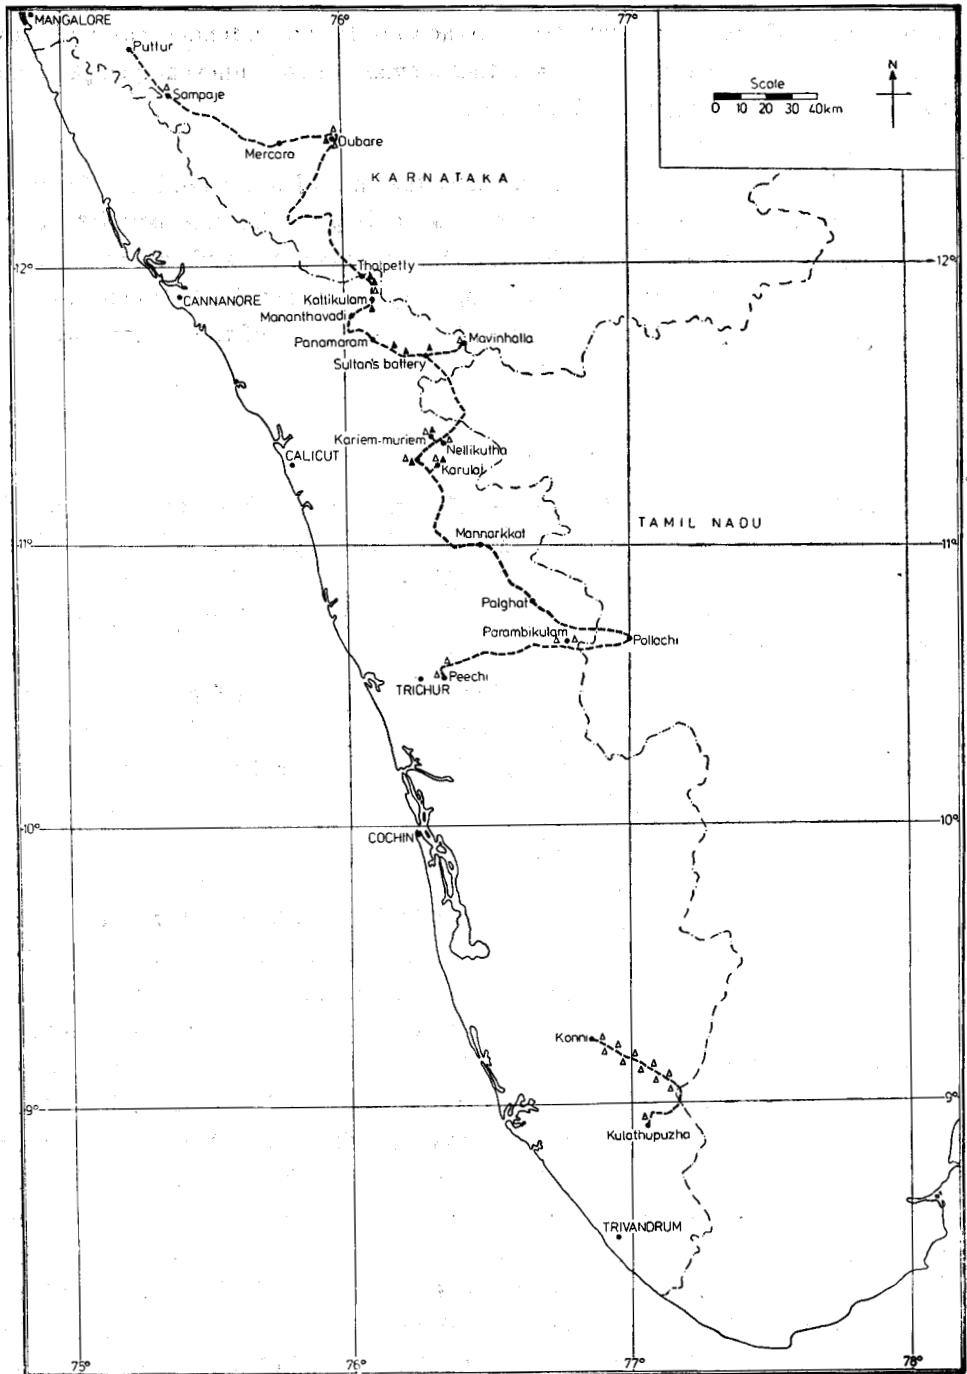 76°
77°
MANGALORE
Puttur
Sampaje
Scale
0 10 20 30 40km
N
Mercara
Dubare
KARNATAKA
12°
Tholpetty
12°
CANNANORE
Kattikulam
Mananthavadi
Panamaram
Mavinhalla
Sultan's battery
Kariem-muriem
Nellikutha
CALICUT
Karulai
TAMIL NADU
11°
Mannarkkat
11°
Palghat
Parambikulam
Pollachi
Peechi
TRICHUR
10°
10°
COCHIN
Konni
9°
9°
Kulathupuzha
TRIVANDRUM
75°
76°
77°
78°